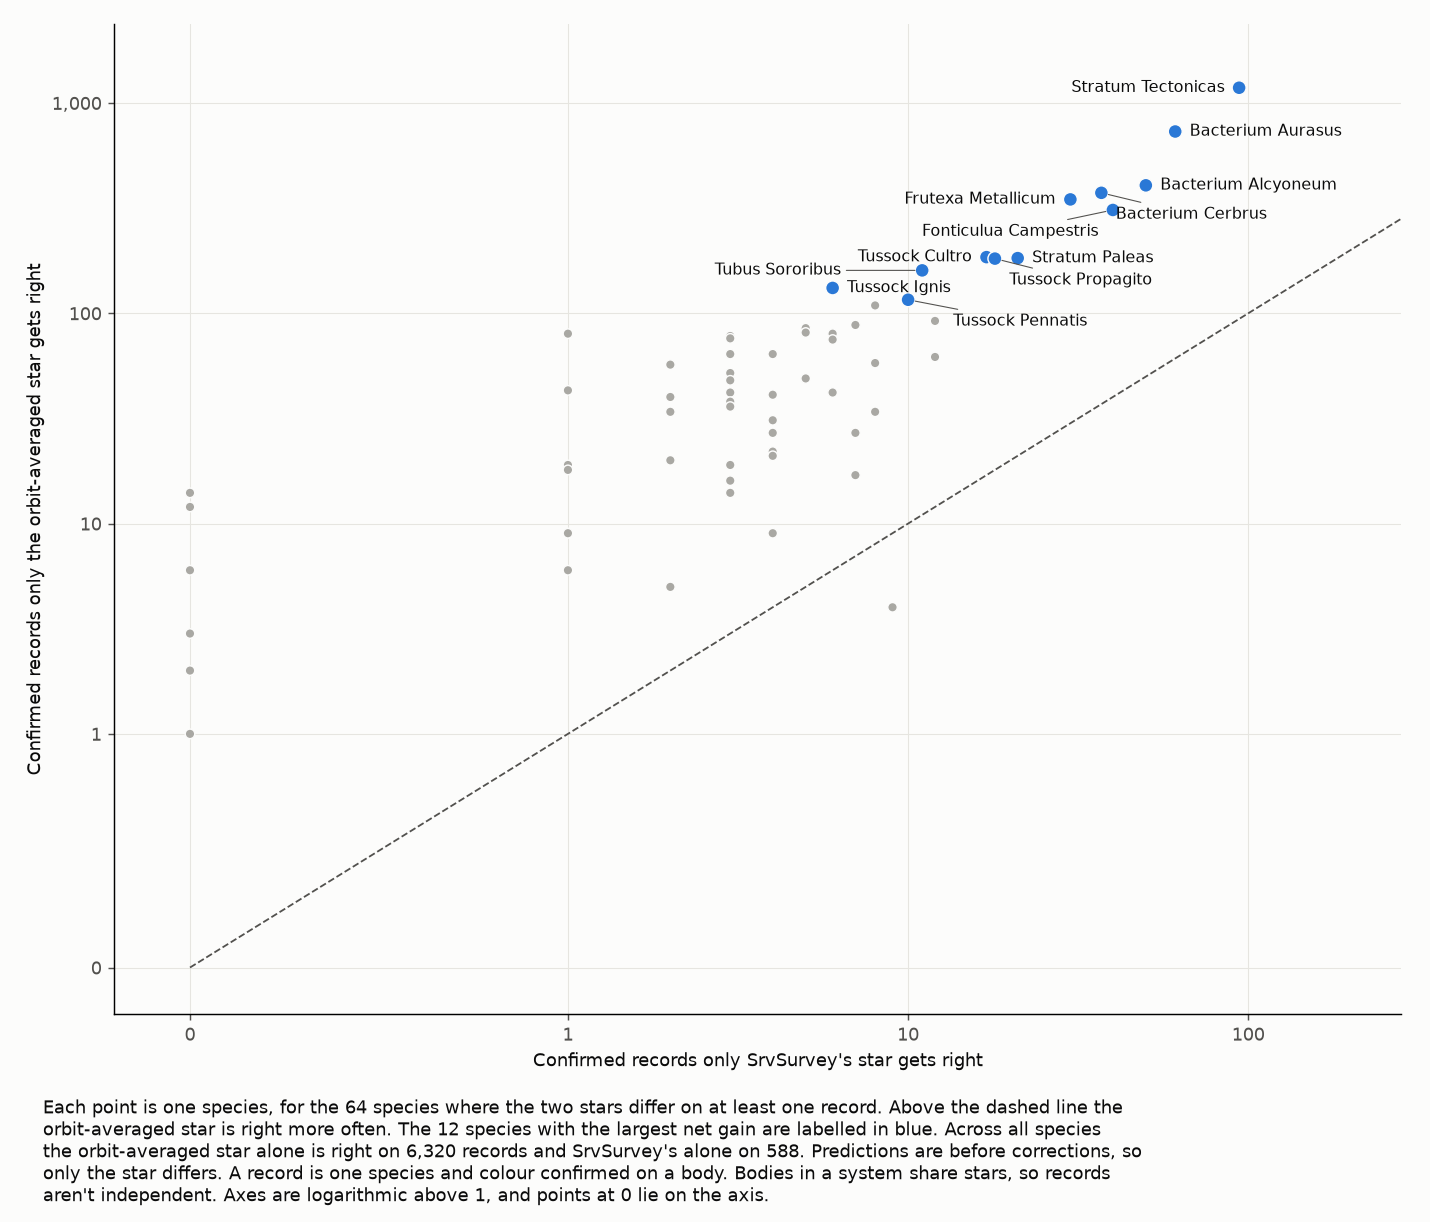 Stratum Tectonicas
1,000
Bacterium Aurasus
Bacterium Alcyoneum
Frutexa Metallicum
Bacterium Cerbrus
Fonticulua Campestris
Tussock Cultro
Stratum Paleas
Tubus Sororibus
Tussock Propagito
Tussock Ignis
100
Tussock Pennatis
10
1
0
Confirmed records only the orbit-averaged star gets right
0
1
10
100
Confirmed records only SrvSurvey's star gets right
Each point is one species, for the 64 species where the two stars differ on at least one record. Above the dashed line the
orbit-averaged star is right more often. The 12 species with the largest net gain are labelled in blue. Across all species
the orbit-averaged star alone is right on 6,320 records and SrvSurvey's alone on 588. Predictions are before corrections, so
only the star differs. A record is one species and colour confirmed on a body. Bodies in a system share stars, so records
aren't independent. Axes are logarithmic above 1, and points at 0 lie on the axis.